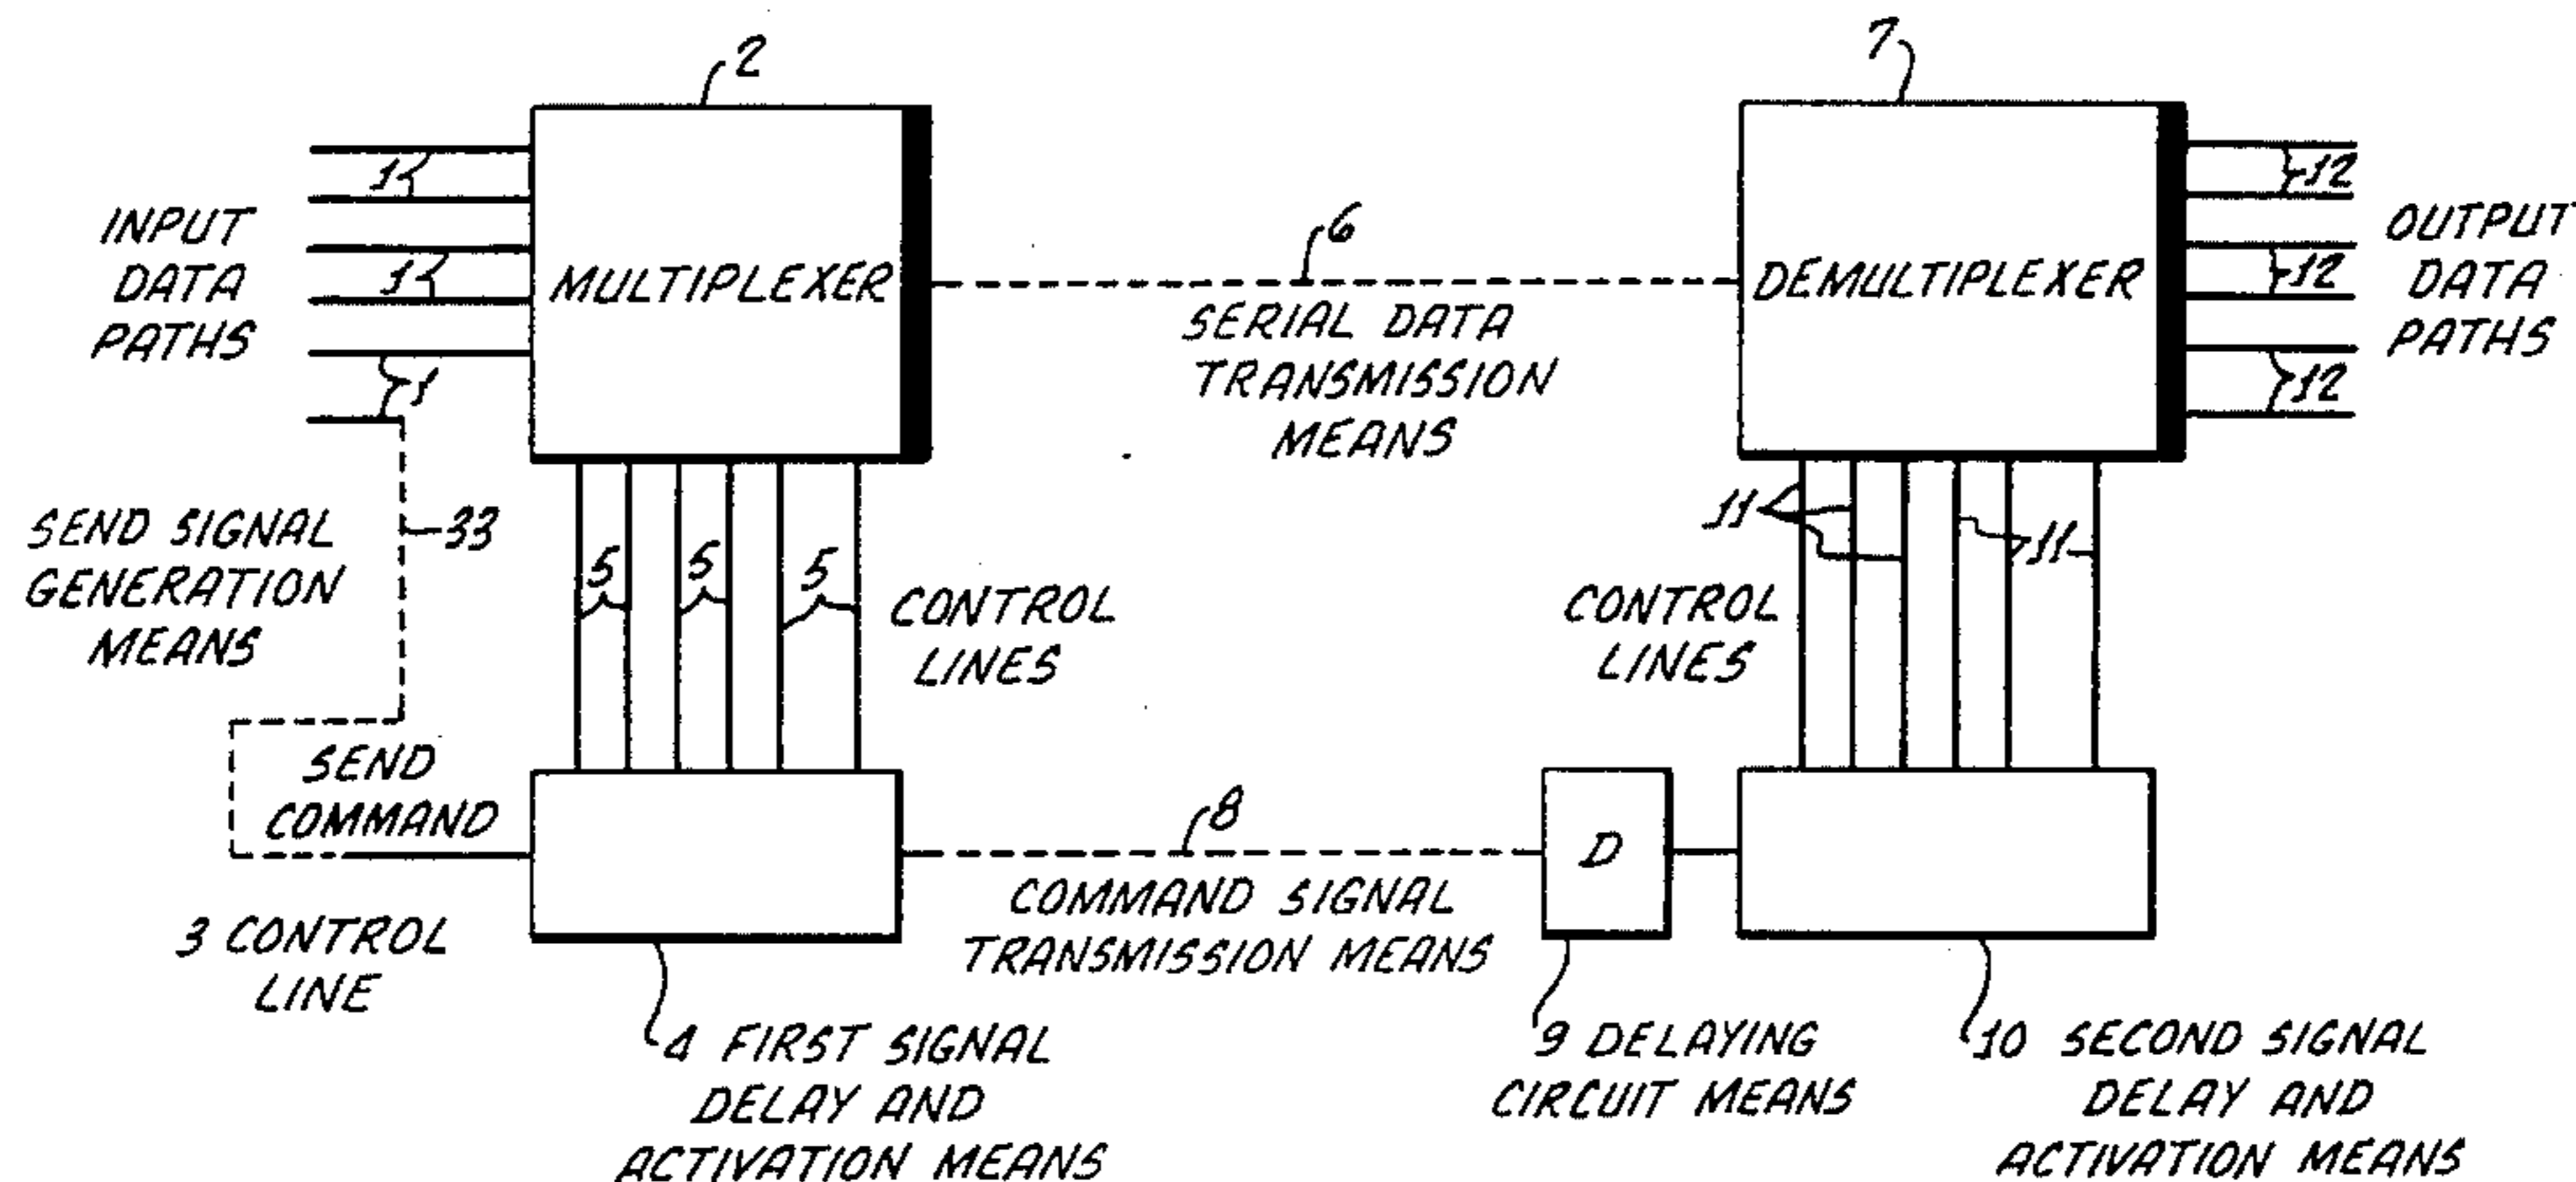 2
7
1
INPUT
DATA
PATHS
1
1
MULTIPLEXER
6
SERIAL DATA
TRANSMISSION
MEANS
DEMULTIPLEXER
12
12
12
OUTPUT
DATA
PATHS
SEND SIGNAL
GENERATION
MEANS
33
5 5 5
CONTROL
LINES
11
11
CONTROL
LINES
SEND
COMMAND
3 CONTROL
LINE
8
COMMAND SIGNAL
TRANSMISSION MEANS
D
4 FIRST SIGNAL
DELAY AND
ACTIVATION MEANS
9 DELAYING
CIRCUIT MEANS
10 SECOND SIGNAL
DELAY AND
ACTIVATION MEANS